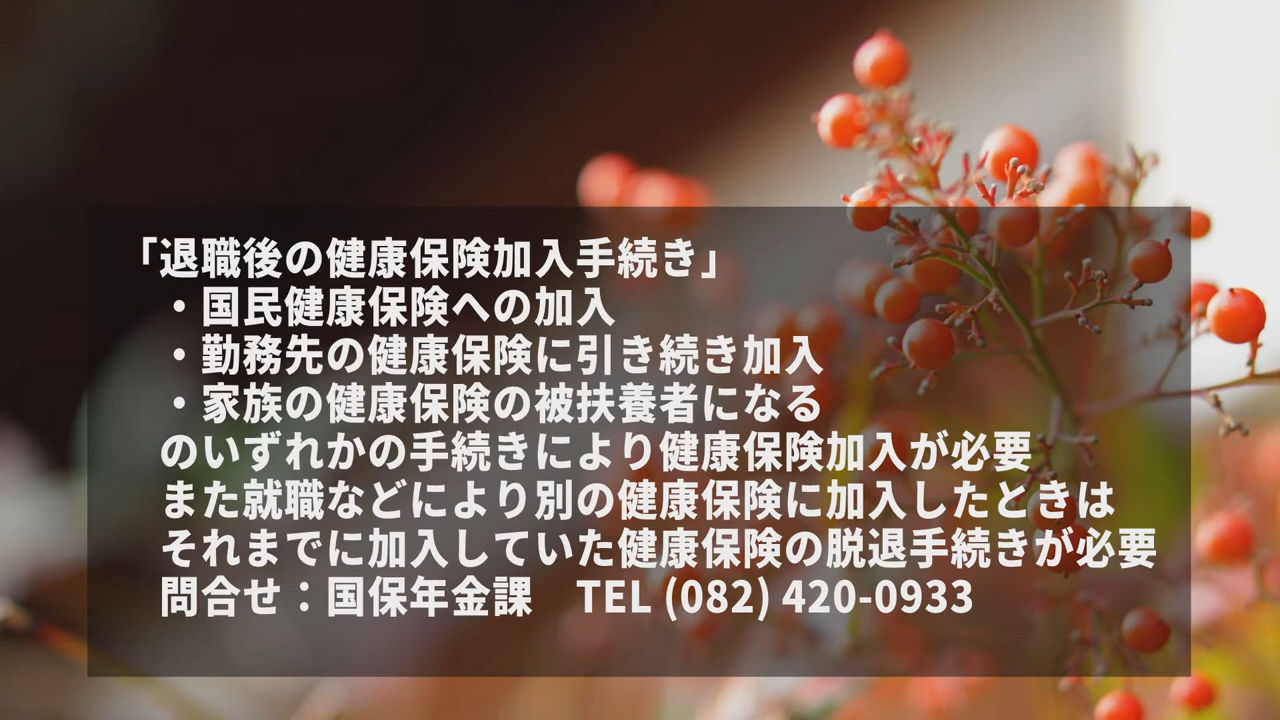 「退職後の健康保険加入手続き」
・国民健康保険への加入
・勤務先の健康保険に引き続き加入
・家族の健康保険の被扶養者になる
のいずれかの手続きにより健康保険加入が必要
また就職などにより別の健康保険に加入したときは
それまでに加入していた健康保険の脱退手続きが必要
問合せ：国保年金課　TEL (082) 420-0933